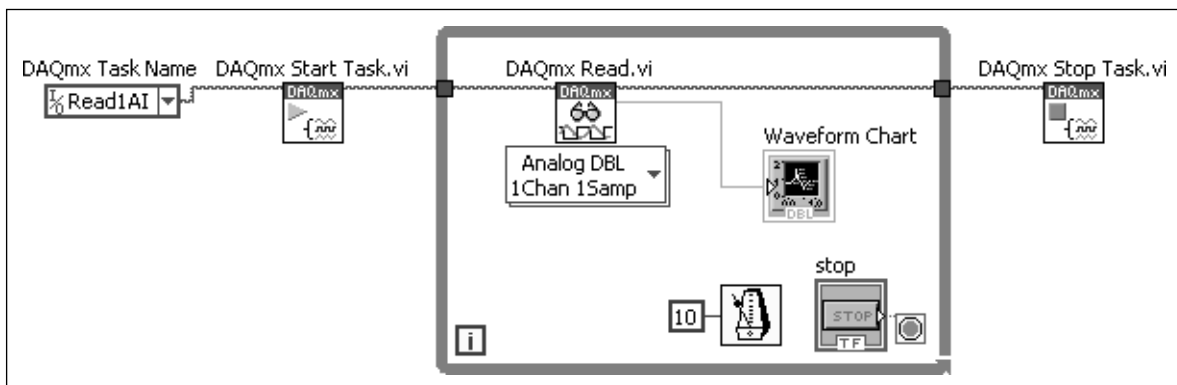 DAQmx Task Name
DAQmx Start Task.vi
DAQmx Read.vi
DAQmx Stop Task.vi
I/O Read1AI
DAQmx
DAQmx
DAQmx
Analog DBL
1Chan 1Samp
Waveform Chart
DBL
10
stop
STOP
TF
i